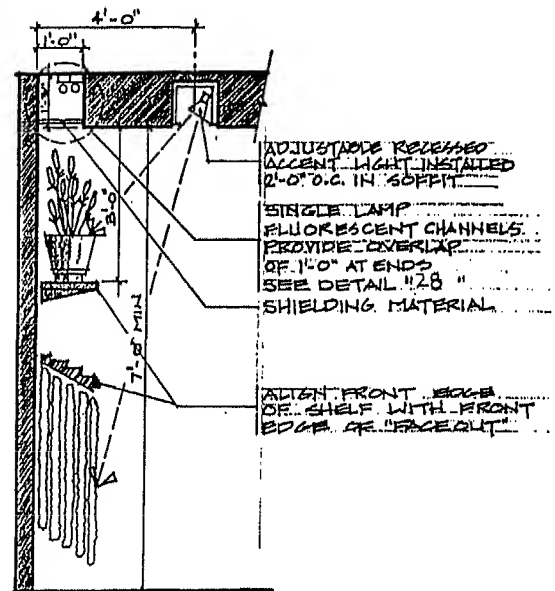 4'-0"
1'-0"
3'-0"
7'-8" MIN
ADJUSTABLE RECESSED
ACCENT LIGHT INSTALLED
2'-0" O.C. IN SOFFIT
SINGLE LAMP
FLUORESCENT CHANNELS
PROVIDE OVERLAP
OF 1'-0" AT ENDS
SEE DETAIL "28"
SHIELDING MATERIAL
ALIGN FRONT EDGE
OF SHELF WITH FRONT
EDGE OF "FACEOUT"